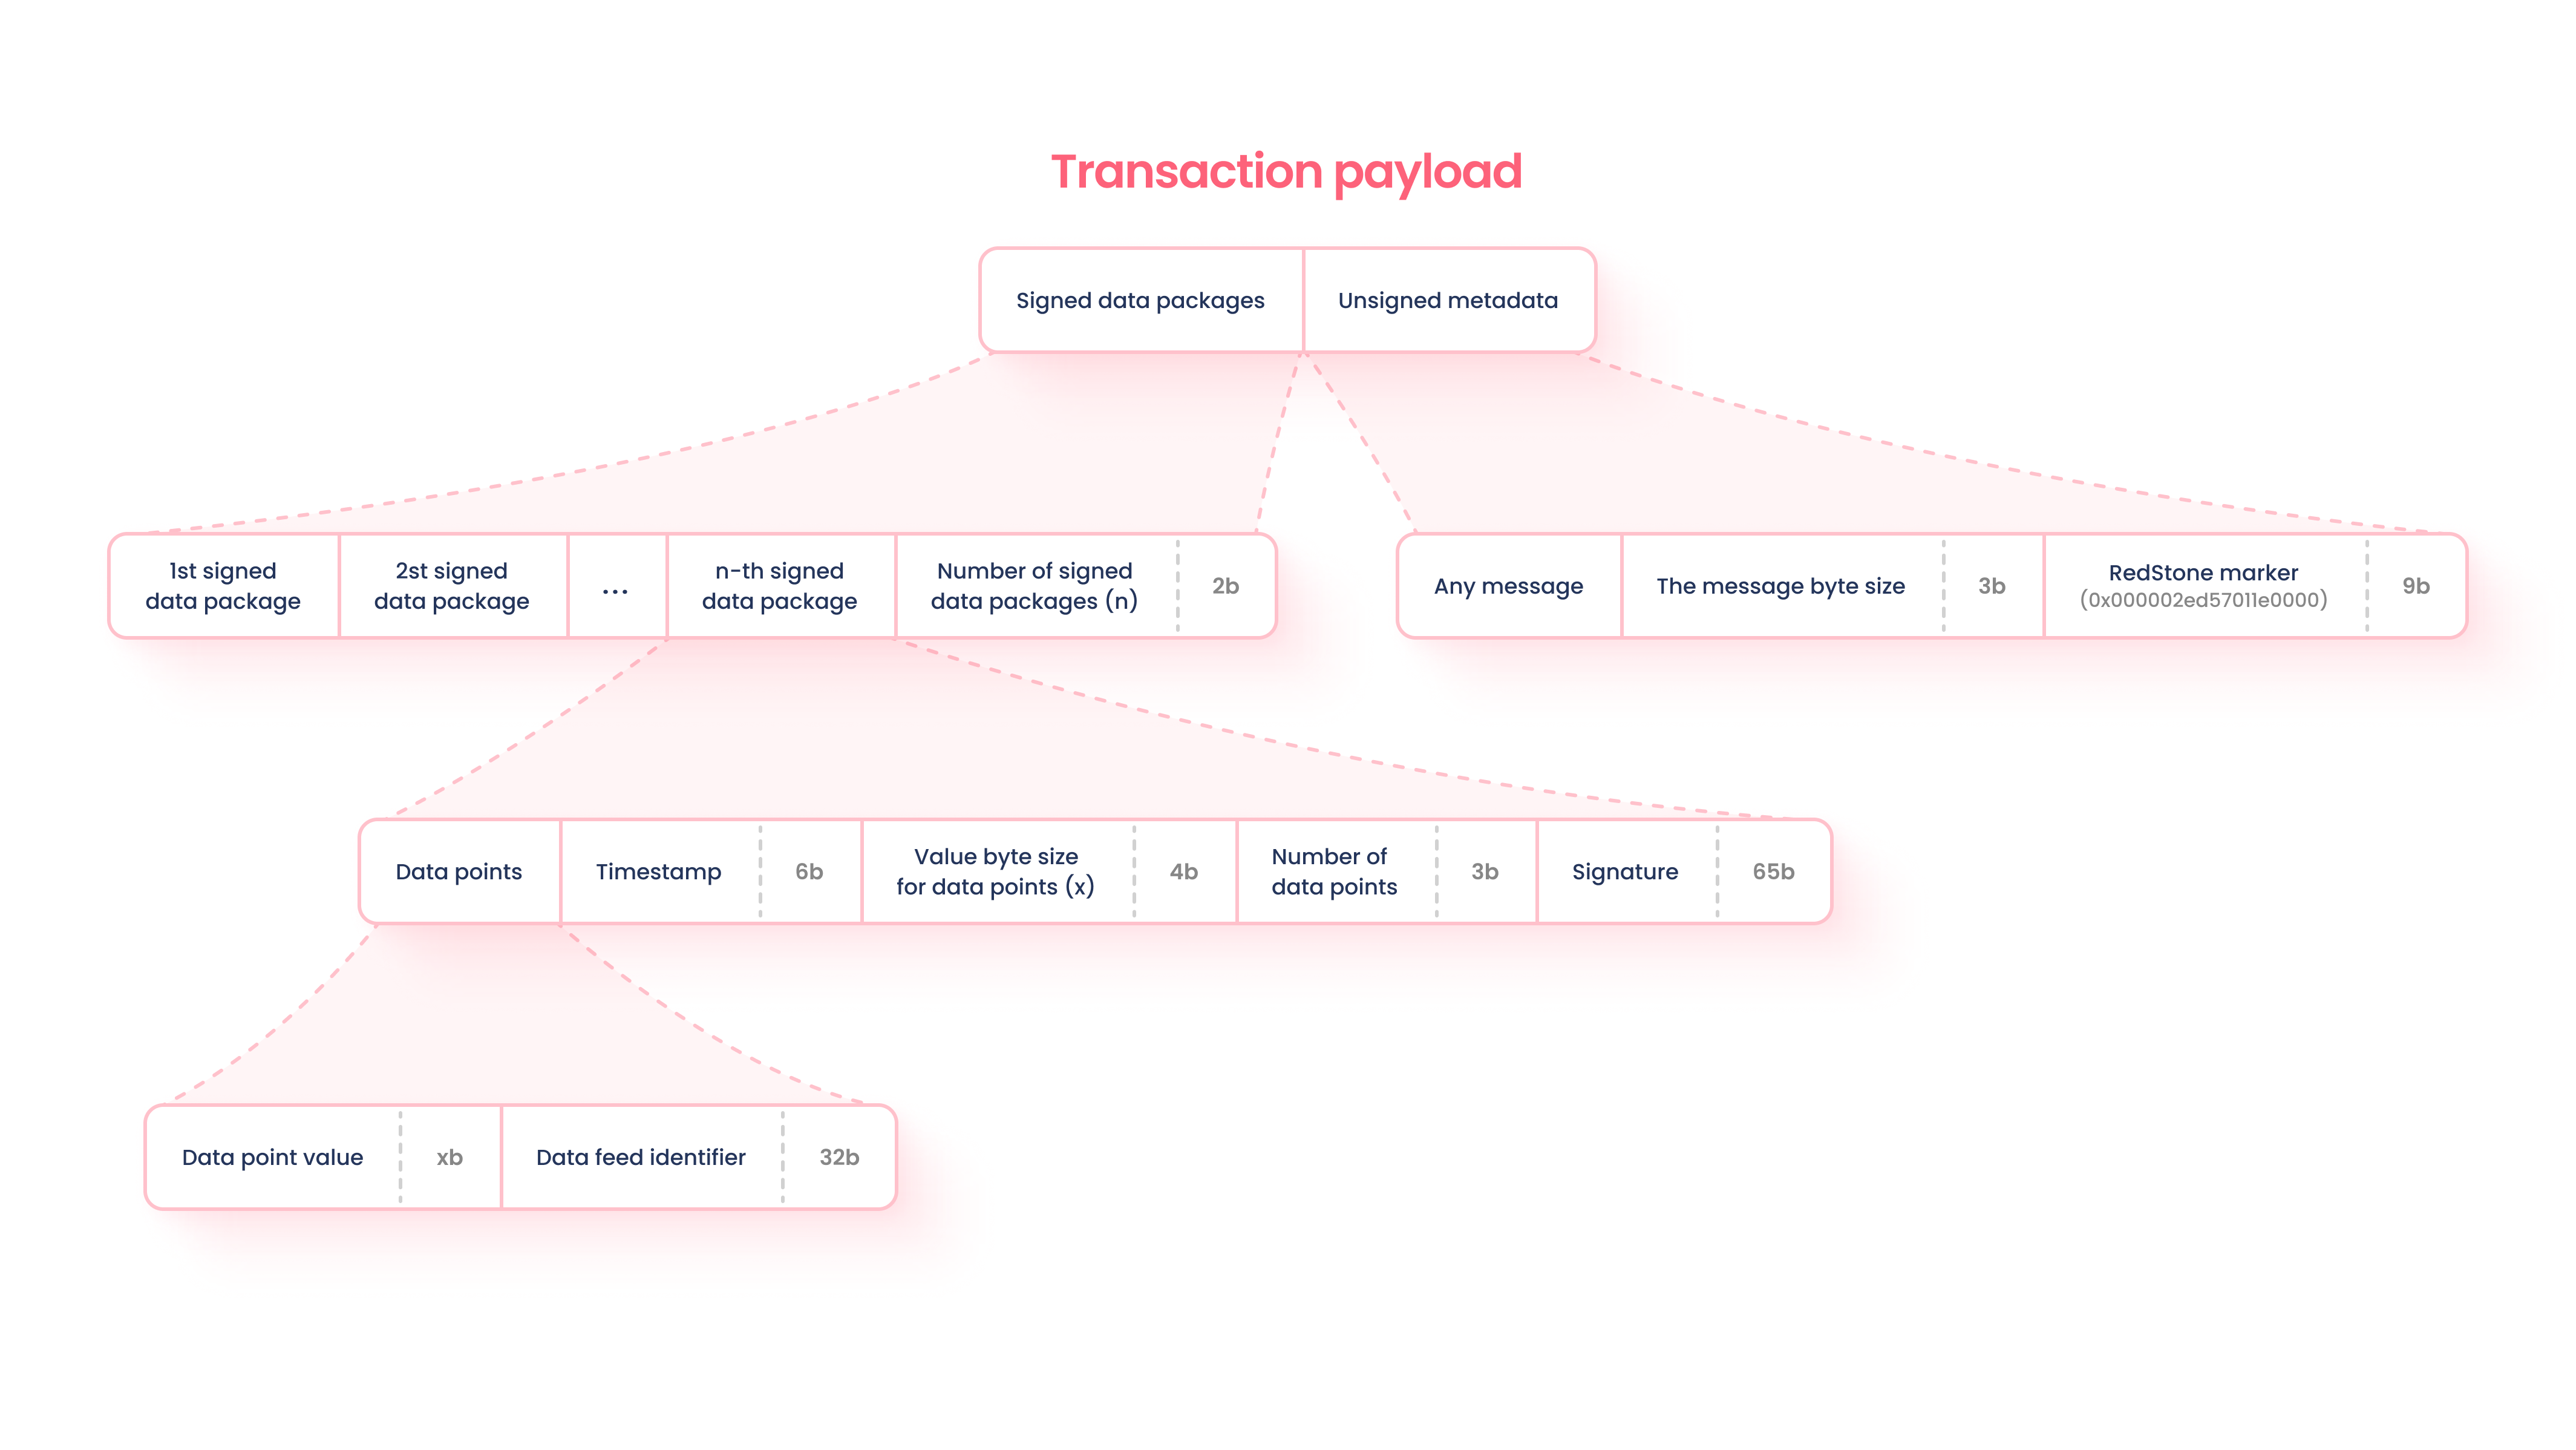 Transaction payload
Signed data packages
Unsigned metadata
1st signed
data package
2st signed
data package
...
n-th signed
data package
Number of signed
data packages (n)
2b
Any message
The message byte size
3b
RedStone marker
(0x000002ed57011e0000)
9b
Data points
Timestamp
6b
Value byte size
for data points (x)
4b
Number of
data points
3b
Signature
65b
Data point value
xb
Data feed identifier
32b